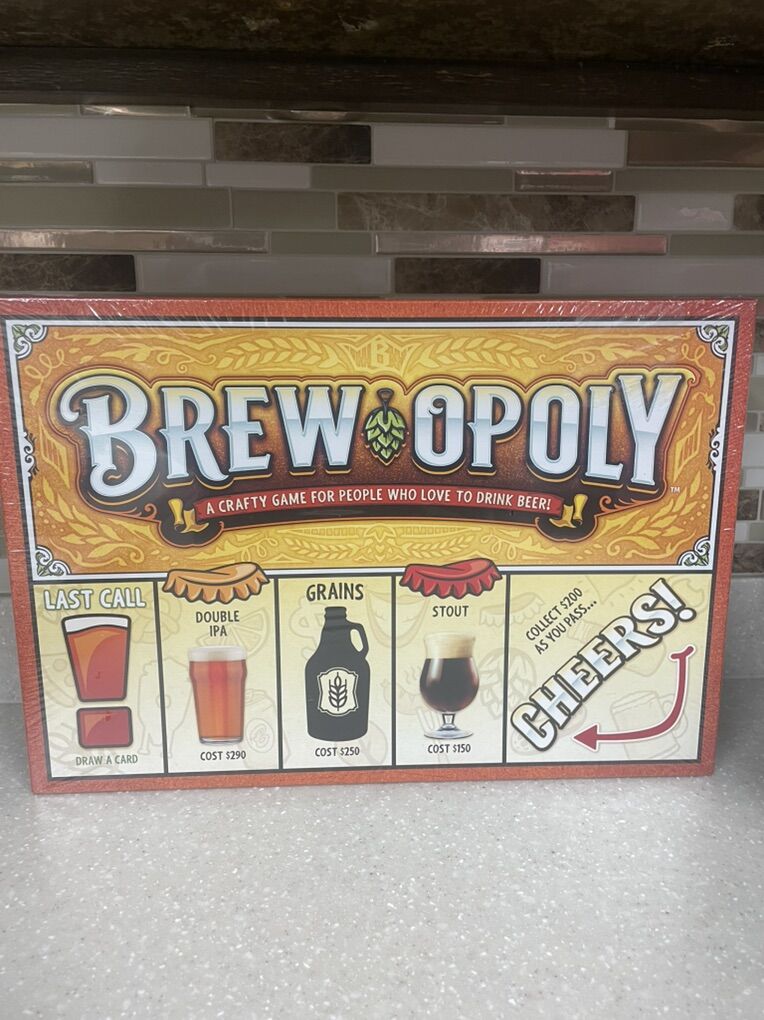 B
BREW OPOLY
™
A CRAFTY GAME FOR PEOPLE WHO LOVE TO DRINK BEER!
LAST CALL
DRAW A CARD
DOUBLE
IPA
COST $290
GRAINS
COST $250
STOUT
COST $150
COLLECT $200
AS YOU PASS...
CHEERS!